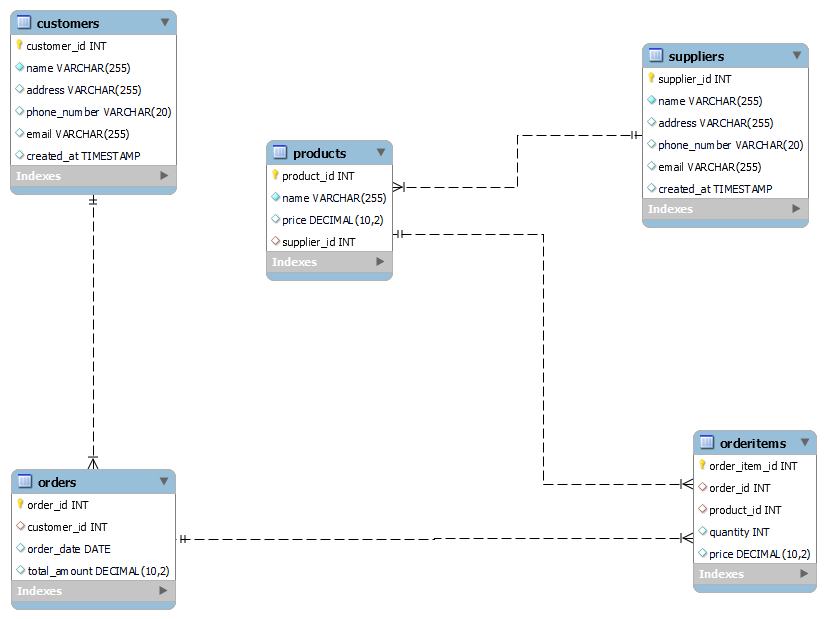 customers
customer_id INT
name VARCHAR(255)
address VARCHAR(255)
phone_number VARCHAR(20)
email VARCHAR(255)
created_at TIMESTAMP
Indexes
suppliers
supplier_id INT
name VARCHAR(255)
address VARCHAR(255)
phone_number VARCHAR(20)
email VARCHAR(255)
created_at TIMESTAMP
Indexes
products
product_id INT
name VARCHAR(255)
price DECIMAL(10,2)
supplier_id INT
Indexes
orders
order_id INT
customer_id INT
order_date DATE
total_amount DECIMAL(10,2)
Indexes
orderitems
order_item_id INT
order_id INT
product_id INT
quantity INT
price DECIMAL(10,2)
Indexes